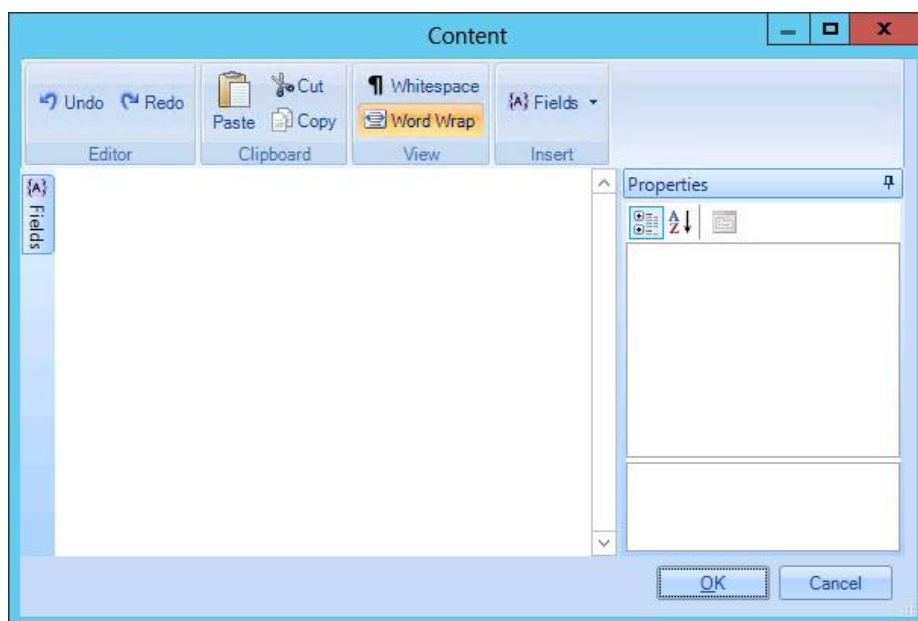 Content
Undo Redo Paste Cut Copy Whitespace Word Wrap {A} Fields
Editor Clipboard View Insert
{A} Fields
Properties
A Z
OK Cancel